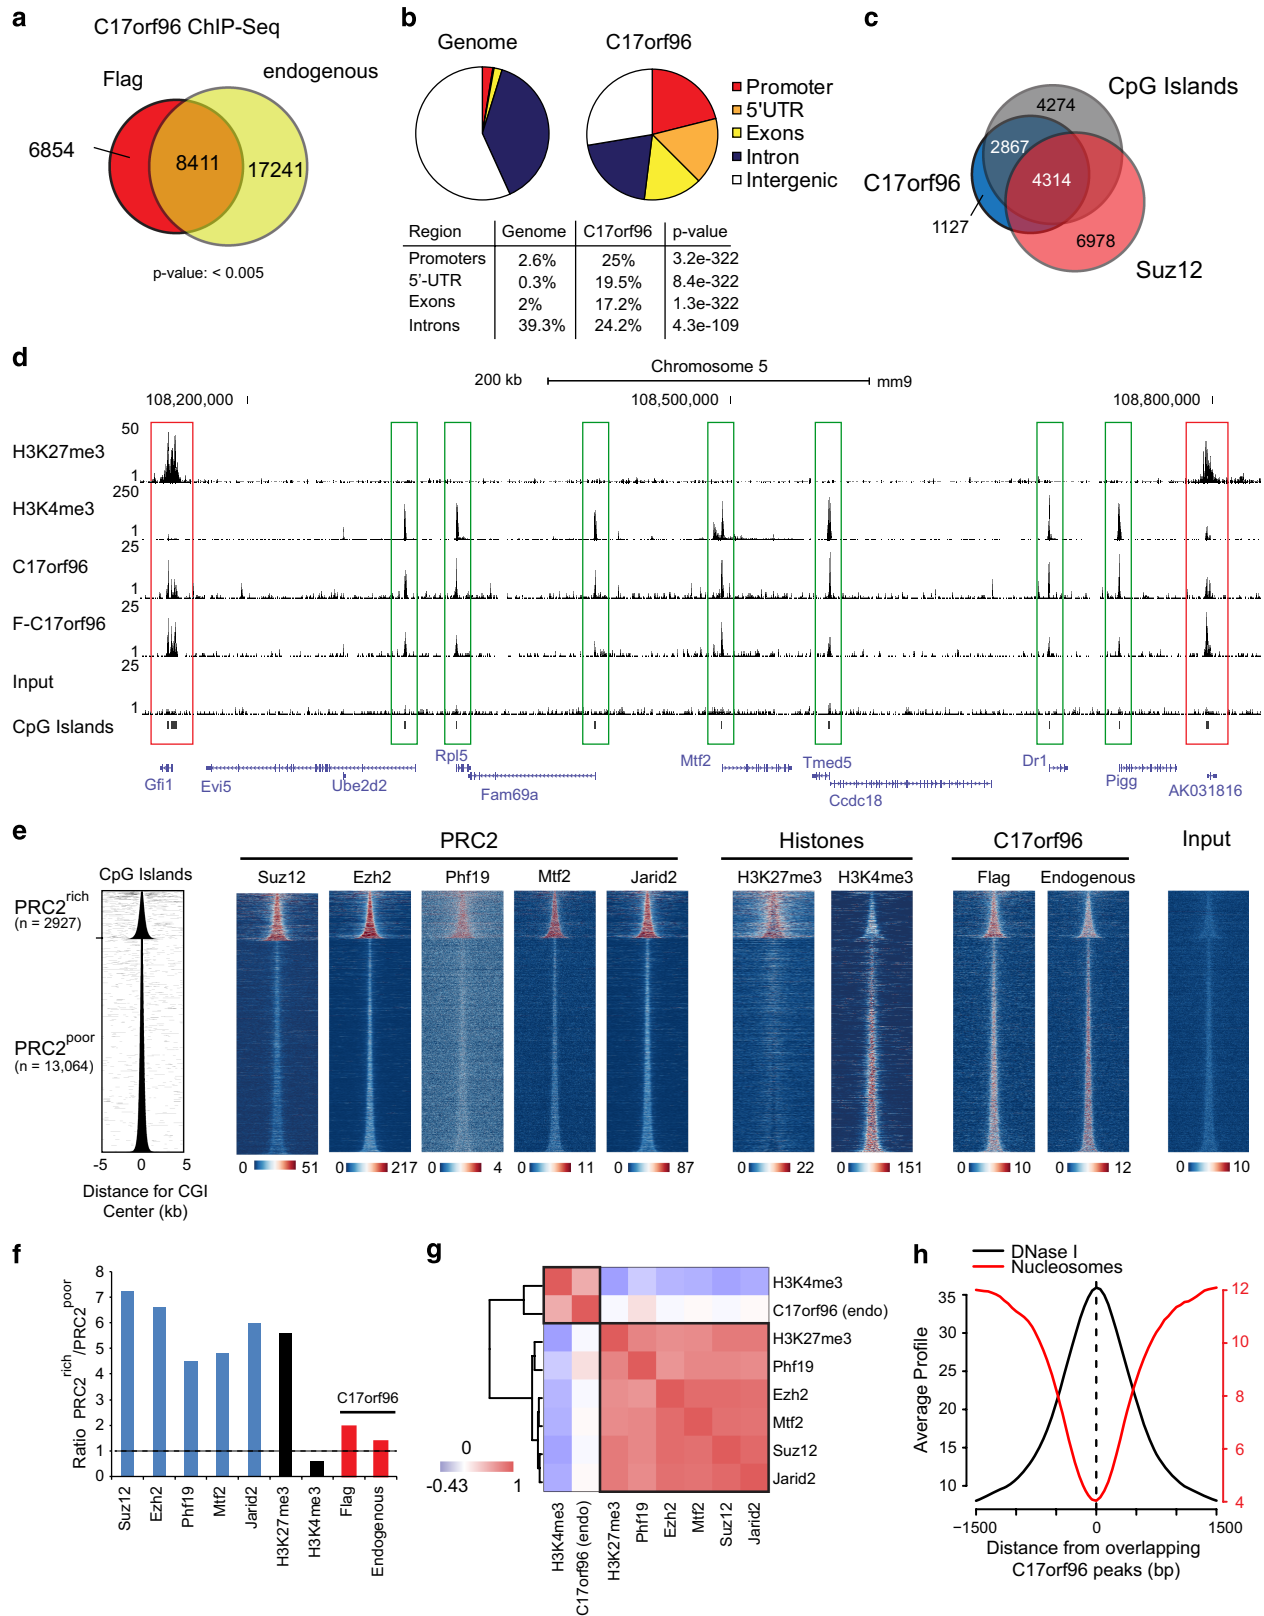 a
C17orf96 ChIP-Seq
Flag
endogenous
6854
8411
17241
p-value: < 0.005
b
Genome
C17orf96
Promoter
5'UTR
Exons
Intron
Intergenic
Region Genome C17orf96 p-value
Promoters 2.6% 25% 3.2e-322
5'-UTR 0.3% 19.5% 8.4e-322
Exons 2% 17.2% 1.3e-322
Introns 39.3% 24.2% 4.3e-109
c
CpG Islands
4274
2867
4314
C17orf96
1127
6978
Suz12
d
Chromosome 5
200 kb
mm9
108,200,000
108,500,000
108,800,000
50
H3K27me3
1
250
H3K4me3
1
25
C17orf96
1
25
F-C17orf96
1
25
Input
1
CpG Islands
Gfi1
Evi5
Ube2d2
Rpl5
Fam69a
Mtf2
Tmed5
Ccdc18
Dr1
Pigg
AK031816
e
PRC2
Histones
C17orf96
Input
CpG Islands
Suz12
Ezh2
Phf19
Mtf2
Jarid2
H3K27me3
H3K4me3
Flag
Endogenous
PRC2rich
(n = 2927)
PRC2poor
(n = 13,064)
-5 0 5
Distance for CGI
Center (kb)
0 51
0 217
0 4
0 11
0 87
0 22
0 151
0 10
0 12
0 10
f
Ratio PRC2rich/PRC2poor
8
7
6
5
4
3
2
1
0
C17orf96
Suz12
Ezh2
Phf19
Mtf2
Jarid2
H3K27me3
H3K4me3
Flag
Endogenous
g
H3K4me3
C17orf96 (endo)
H3K27me3
Phf19
Ezh2
Mtf2
Suz12
Jarid2
0
-0.43 1
H3K4me3
C17orf96 (endo)
H3K27me3
Phf19
Ezh2
Mtf2
Suz12
Jarid2
h
DNase I
Nucleosomes
Average Profile
35
30
25
20
15
10
12
10
8
6
4
−1500 0 1500
Distance from overlapping
C17orf96 peaks (bp)